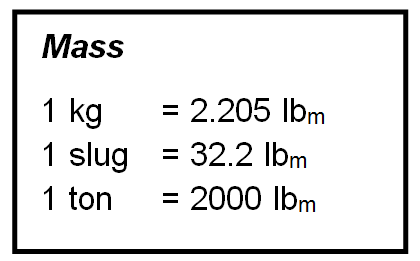 Mass
1 kg = 2.205 lbm
1 slug = 32.2 lbm
1 ton = 2000 lbm